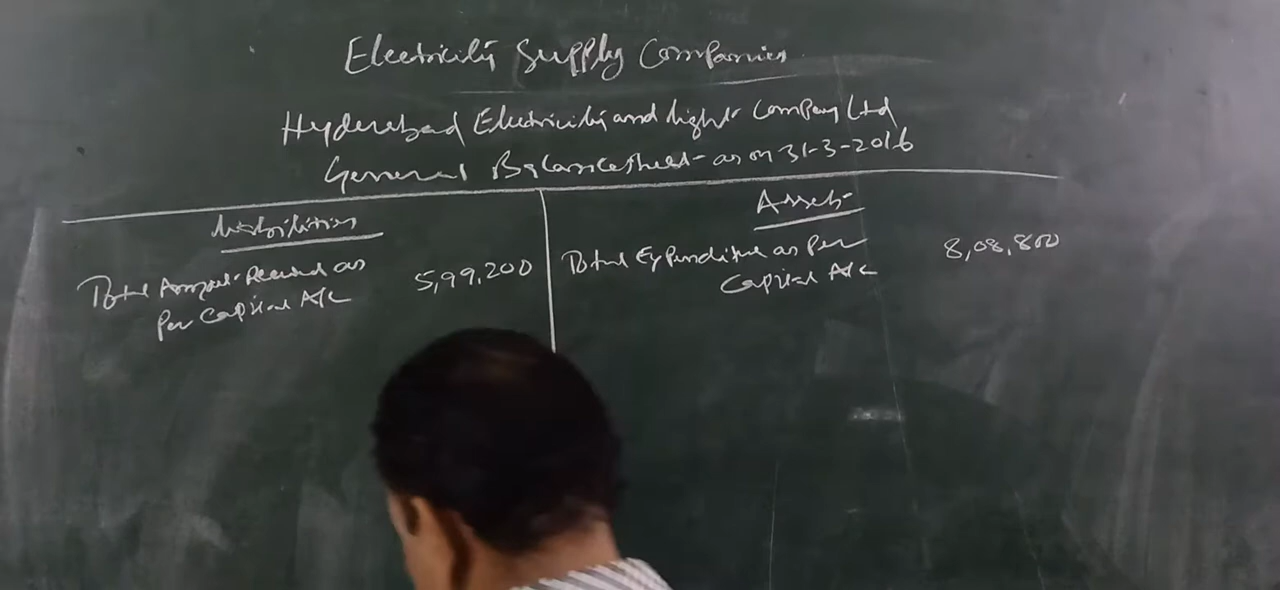 Electricity Supply Companies
Hyderabad Electricity and light Company Ltd
General Balance sheet as on 31-3-2016
Liabilities
Total Amount Received as
Per Capital A/c
5,99,200
Assets
Total Expenditure as Per
Capital A/c
8,08,800